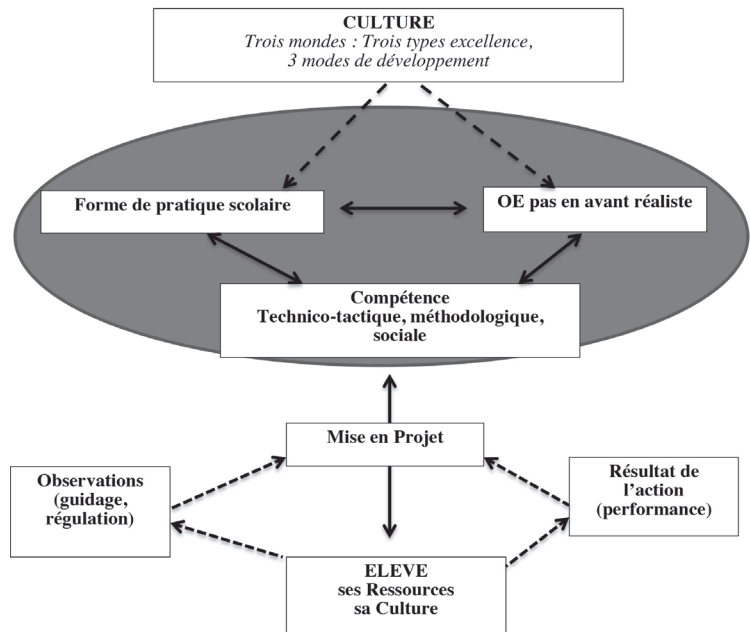 CULTURE
Trois mondes : Trois types excellence,
3 modes de développement
Forme de pratique scolaire
OE pas en avant réaliste
Compétence
Technico-tactique, méthodologique,
sociale
Mise en Projet
Observations
(guidage,
régulation)
Résultat de
l’action
(performance)
ELEVE
ses Ressources
sa Culture